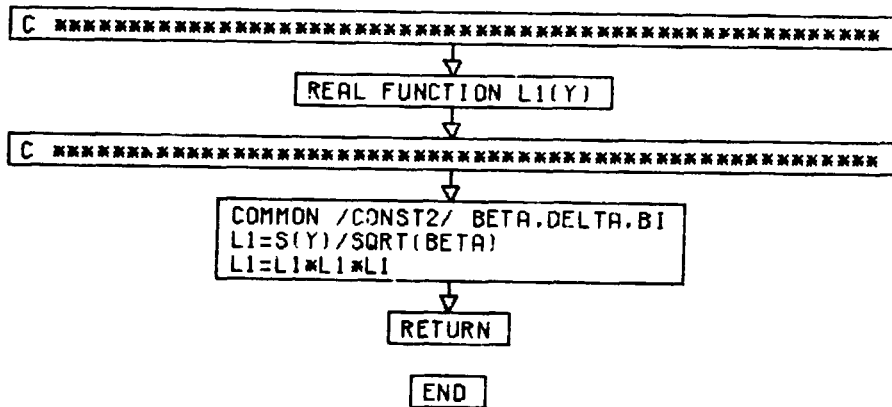 C *********************************************************
REAL FUNCTION L1(Y)
C *********************************************************
COMMON /CONST2/ BETA,DELTA,BI
L1=S(Y)/SQRT(BETA)
L1=L1*L1*L1
RETURN
END